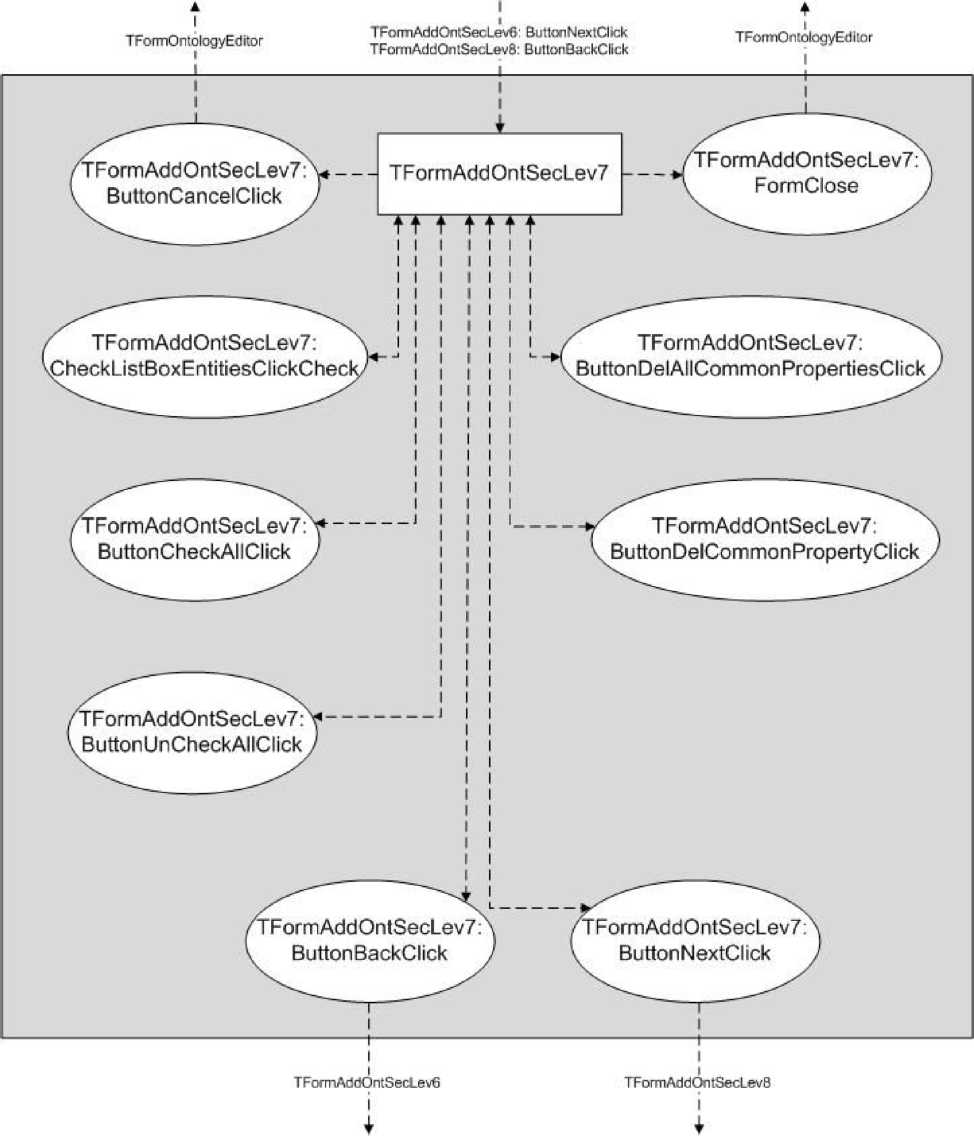 TFormOntologyEditor
TFormAddOntSecLev6: ButtonNextClick
TFormAddOntSecLev8: ButtonBackClick
TFormOntologyEditor
TFormAddOntSecLev7:
ButtonCancelClick
TFormAddOntSecLev7
TFormAddOntSecLev7:
FormClose
TFormAddOntSecLev7:
CheckListBoxEntitiesClickCheck
TFormAddOntSecLev7:
ButtonDelAllCommonPropertiesClick
TFormAddOntSecLev7:
ButtonCheckAllClick
TFormAddOntSecLev7:
ButtonDelCommonPropertyClick
TFormAddOntSecLev7:
ButtonUnCheckAllClick
TFormAddOntSecLev7:
ButtonBackClick
TFormAddOntSecLev7:
ButtonNextClick
TFormAddOntSecLev6
TFormAddOntSecLev8